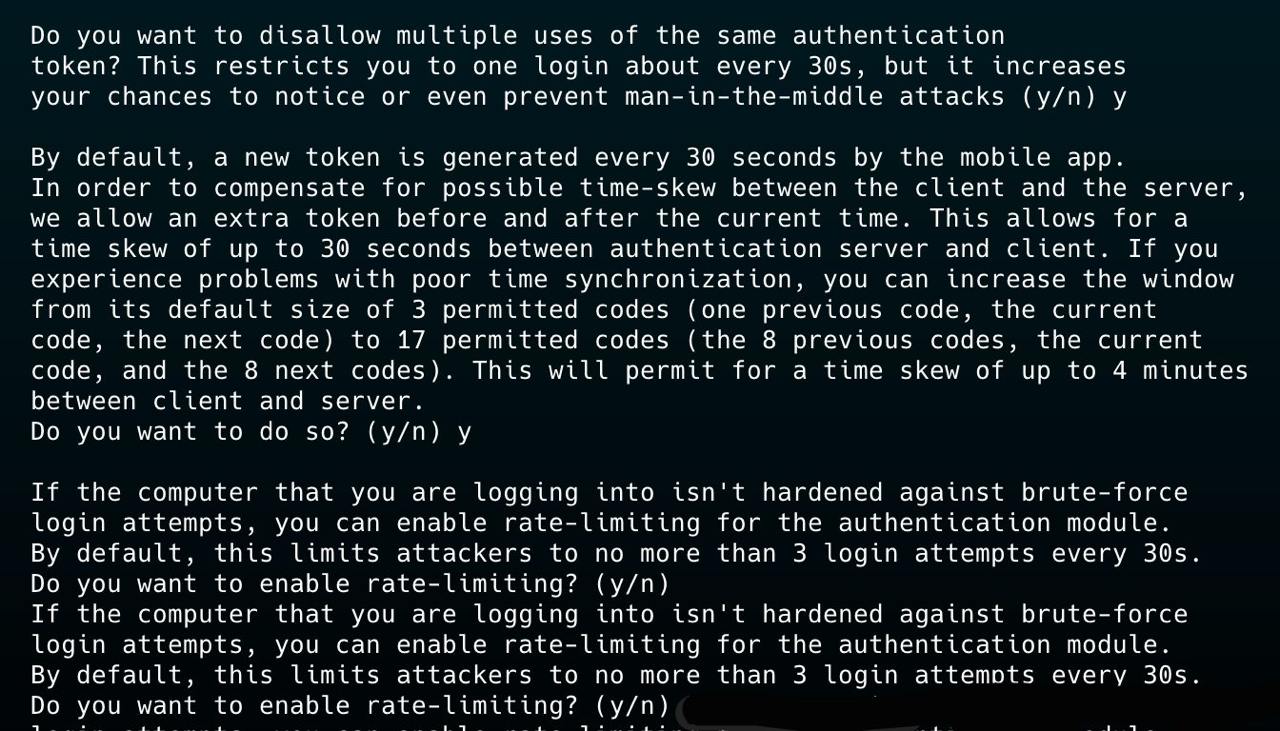 Do you want to disallow multiple uses of the same authentication
token? This restricts you to one login about every 30s, but it increases
your chances to notice or even prevent man-in-the-middle attacks (y/n) y
By default, a new token is generated every 30 seconds by the mobile app.
In order to compensate for possible time-skew between the client and the server,
we allow an extra token before and after the current time. This allows for a
time skew of up to 30 seconds between authentication server and client. If you
experience problems with poor time synchronization, you can increase the window
from its default size of 3 permitted codes (one previous code, the current
code, the next code) to 17 permitted codes (the 8 previous codes, the current
code, and the 8 next codes). This will permit for a time skew of up to 4 minutes
between client and server.
Do you want to do so? (y/n) y
If the computer that you are logging into isn't hardened against brute-force
login attempts, you can enable rate-limiting for the authentication module.
By default, this limits attackers to no more than 3 login attempts every 30s.
Do you want to enable rate-limiting? (y/n)
If the computer that you are logging into isn't hardened against brute-force
login attempts, you can enable rate-limiting for the authentication module.
By default, this limits attackers to no more than 3 login attempts every 30s.
Do you want to enable rate-limiting? (y/n)